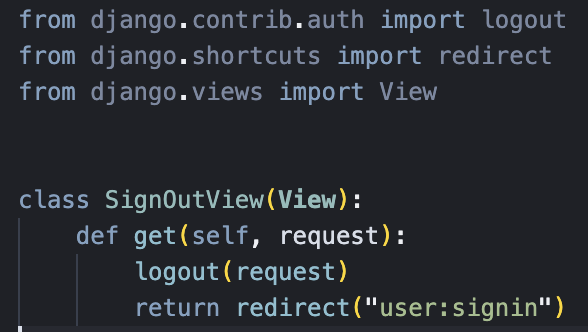 from django.contrib.auth import logout
from django.shortcuts import redirect
from django.views import View
class SignOutView(View):
    def get(self, request):
        logout(request)
        return redirect("user:signin")